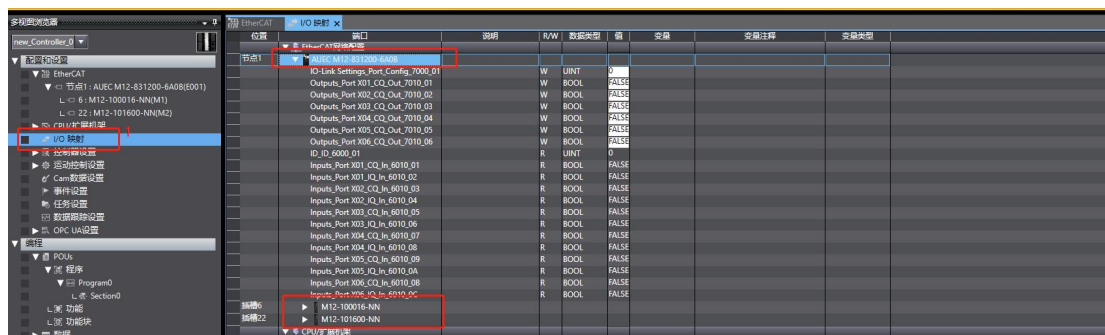 多视图浏览器
EtherCAT
I/O 映射
new_Controller_0
位置 端口 说明 R/W 数据类型 值 变量 变量注释 变量类型
配置和设置
EtherCAT网络配置
EtherCAT
节点1 AUEC M12-831200-6A0B
节点1 : AUEC M12-831200-6A0B(E001)
IO-Link Settings_Port_Config_7000_01 W UINT 0
Outputs_Port X01_CQ_Out_7010_01 W BOOL FALSE
6 : M12-100016-NN(M1)
Outputs_Port X02_CQ_Out_7010_02 W BOOL FALSE
22 : M12-101600-NN(M2)
Outputs_Port X03_CQ_Out_7010_03 W BOOL FALSE
CPU/扩展机架
Outputs_Port X04_CQ_Out_7010_04 W BOOL FALSE
I/O 映射
1
Outputs_Port X05_CQ_Out_7010_05 W BOOL FALSE
Outputs_Port X06_CQ_Out_7010_06 W BOOL FALSE
控制器设置
ID_ID_6000_01 R UINT 0
运动控制设置
Inputs_Port X01_CQ_In_6010_01 R BOOL FALSE
Cam数据设置
Inputs_Port X01_IQ_In_6010_02 R BOOL FALSE
事件设置
Inputs_Port X02_CQ_In_6010_03 R BOOL FALSE
任务设置
Inputs_Port X02_IQ_In_6010_04 R BOOL FALSE
数据跟踪设置
Inputs_Port X03_CQ_In_6010_05 R BOOL FALSE
OPC UA设置
Inputs_Port X03_IQ_In_6010_06 R BOOL FALSE
编程
Inputs_Port X04_CQ_In_6010_07 R BOOL FALSE
Inputs_Port X04_IQ_In_6010_08 R BOOL FALSE
POUs
Inputs_Port X05_CQ_In_6010_09 R BOOL FALSE
程序
Inputs_Port X05_IQ_In_6010_0A R BOOL FALSE
Program0
Inputs_Port X06_CQ_In_6010_0B R BOOL FALSE
Section0
Inputs_Port X06_IQ_In_6010_0C R BOOL FALSE
功能
插槽6 M12-100016-NN
功能块
插槽22 M12-101600-NN
数据
CPU/扩展机架